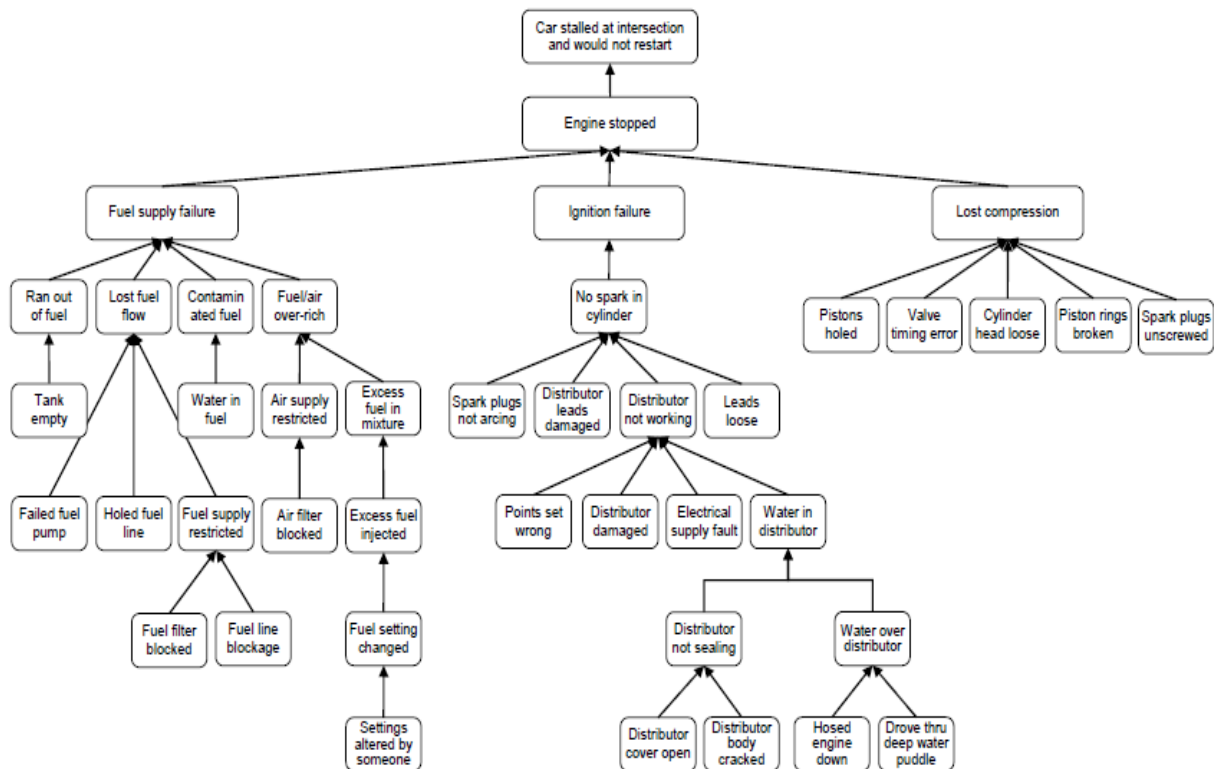 Car stalled at intersection
and would not restart
Engine stopped
Fuel supply failure
Ignition failure
Lost compression
Ran out
of fuel
Lost fuel
flow
Contamin
ated fuel
Fuel/air
over-rich
No spark in
cylinder
Pistons
holed
Valve
timing error
Cylinder
head loose
Piston rings
broken
Spark plugs
unscrewed
Tank
empty
Water in
fuel
Air supply
restricted
Excess
fuel in
mixture
Spark plugs
not arcing
Distributor
leads
damaged
Distributor
not working
Leads
loose
Failed fuel
pump
Holed fuel
line
Fuel supply
restricted
Air filter
blocked
Excess fuel
injected
Points set
wrong
Distributor
damaged
Electrical
supply fault
Water in
distributor
Fuel filter
blocked
Fuel line
blockage
Fuel setting
changed
Distributor
not sealing
Water over
distributor
Settings
altered by
someone
Distributor
cover open
Distributor
body
cracked
Hosed
engine
down
Drove thru
deep water
puddle